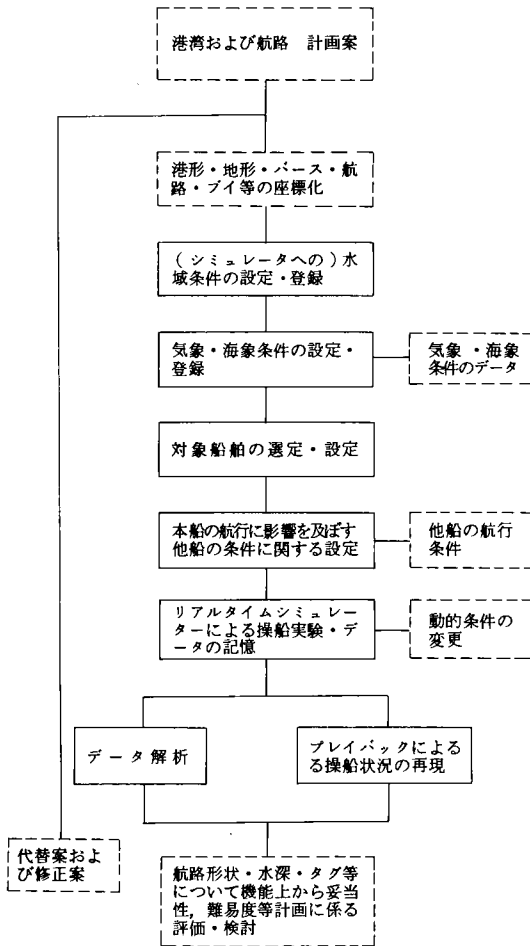 港湾および航路 計画案
港形・地形・バース・航
路・ブイ等の座標化
（シミュレータへの）水
域条件の設定・登録
気象・海象条件の設定・
登録
気象・海象
条件のデータ
対象船舶の選定・設定
本船の航行に影響を及ぼす
他船の条件に関する設定
他船の航行
条件
リアルタイムシミュレー
ターによる操船実験・デー
タの記憶
動的条件の
変更
データ解析
プレイバックによる
る操船状況の再現
代替案およ
び修正案
航路形状・水深・タグ等
について機能上から妥当
性，難易度等計画に係る
評価・検討